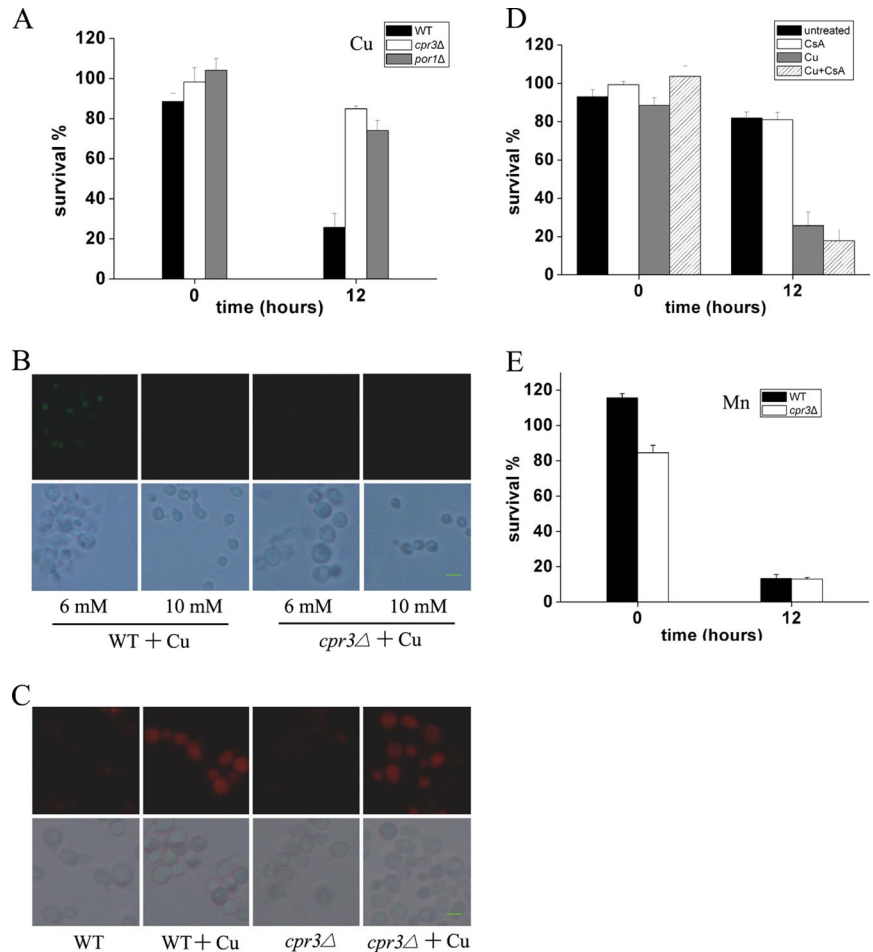 A
Cu
WT
cpr3Δ
por1Δ
120
100
80
60
40
20
0
survival %
0
12
time (hours)
D
untreated
CsA
Cu
Cu+CsA
120
100
80
60
40
20
0
survival %
0
12
time (hours)
B
6 mM
10 mM
6 mM
10 mM
WT + Cu
cpr3△ + Cu
E
Mn
WT
cpr3Δ
120
100
80
60
40
20
0
survival %
0
12
time (hours)
C
WT
WT + Cu
cpr3△
cpr3△ + Cu